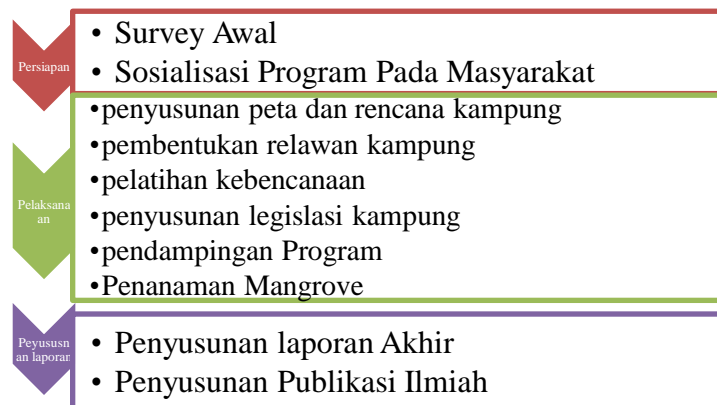 Persiapan
• Survey Awal
• Sosialisasi Program Pada Masyarakat
Pelaksana
an
•penyusunan peta dan rencana kampung
•pembentukan relawan kampung
•pelatihan kebencanaan
•penyusunan legislasi kampung
•pendampingan Program
•Penanaman Mangrove
Peyususn
an laporan
• Penyusunan laporan Akhir
• Penyusunan Publikasi Ilmiah